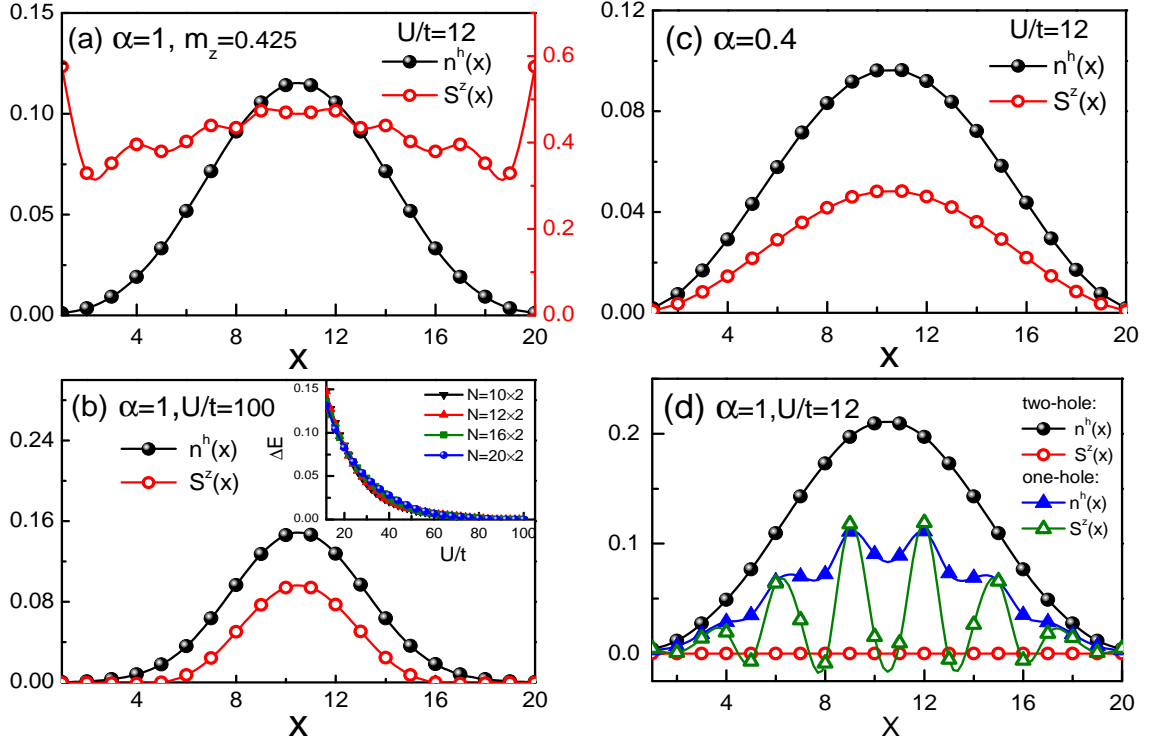 (a) α=1, m_z=0.425
U/t=12
n^h(x)
S^z(x)
0.15
0.10
0.05
0.00
0.6
0.4
0.2
0.0
4 8 12 16 20
X
(c) α=0.4
U/t=12
n^h(x)
S^z(x)
0.12
0.08
0.04
0.00
4 8 12 16 20
X
(b) α=1,U/t=100
n^h(x)
S^z(x)
0.24
0.16
0.08
0.00
4 8 12 16 20
X
0.15
0.10
0.05
0.00
ΔE
20 40 60 80 100
U/t
N=10×2
N=12×2
N=16×2
N=20×2
(d) α=1,U/t=12
two-hole:
n^h(x)
S^z(x)
one-hole:
n^h(x)
S^z(x)
0.2
0.1
0.0
4 8 12 16 20
X